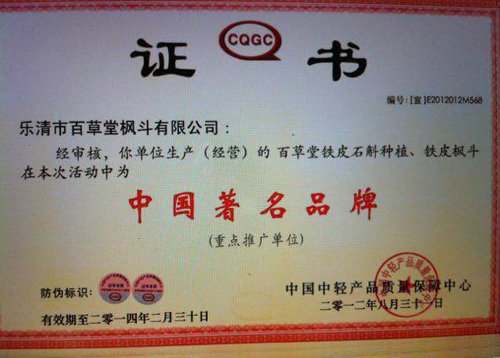 CQGC
证 书
编号：[宣]E2012012M568
乐清市百草堂枫斗有限公司：
经审核，你单位生产（经营）的 百草堂铁皮石斛种植、铁皮枫斗
在本次活动中为
中国著名品牌
(重点推广单位)
防伪标识：
中国中轻产品质量保障中心
二零一二年八月三十日
有效期至二零一四年二月三十日